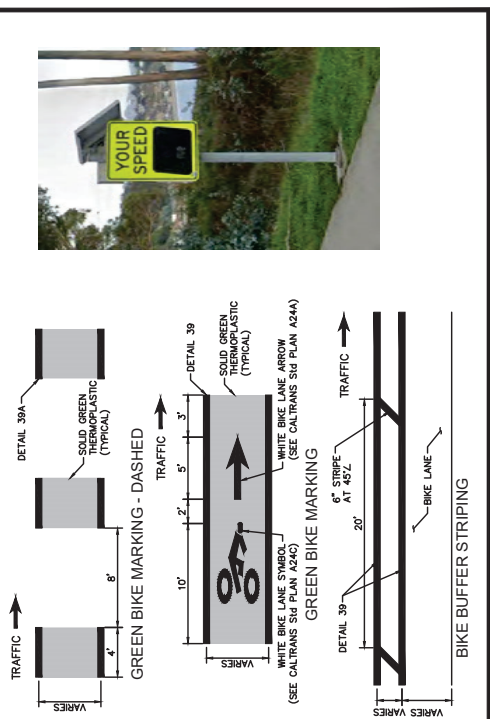 YOUR
SPEED
TRAFFIC
DETAIL 39A
SOLID GREEN
THERMOPLASTIC
(TYPICAL)
VARIES
4'
8'
GREEN BIKE MARKING - DASHED
TRAFFIC
DETAIL 39
SOLID GREEN
THERMOPLASTIC
(TYPICAL)
10'
2'
5'
3'
VARIES
WHITE BIKE LANE SYMBOL
(SEE CALTRANS Std PLAN A24C)
WHITE BIKE LANE ARROW
(SEE CALTRANS Std PLAN A24A)
GREEN BIKE MARKING
TRAFFIC
DETAIL 39
20'
6" STRIPE
AT 45°∠
BIKE LANE
VARIES
VARIES
BIKE BUFFER STRIPING